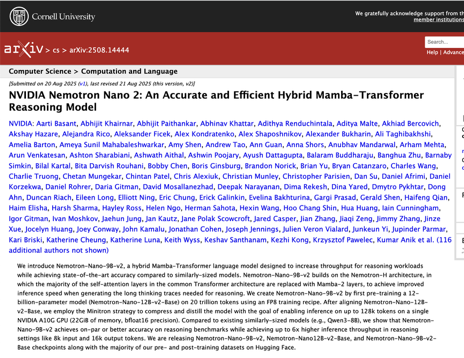 Cornell University
We gratefully acknowledge support from th
member institutions
arXiv > cs > arXiv:2508.14444
Search...
Help | Advance
Computer Science > Computation and Language
[Submitted on 20 Aug 2025 (v1), last revised 21 Aug 2025 (this version, v2)]
NVIDIA Nemotron Nano 2: An Accurate and Efficient Hybrid Mamba-Transformer
Reasoning Model
NVIDIA: Aarti Basant, Abhijit Khairnar, Abhijit Paithankar, Abhinav Khattar, Adithya Renduchintala, Aditya Malte, Akhiad Bercovich,
Akshay Hazare, Alejandra Rico, Aleksander Ficek, Alex Kondratenko, Alex Shaposhnikov, Alexander Bukharin, Ali Taghibakhshi,
Amelia Barton, Ameya Sunil Mahabaleshwarkar, Amy Shen, Andrew Tao, Ann Guan, Anna Shors, Anubhav Mandarwal, Arham Mehta,
Arun Venkatesan, Ashton Sharabiani, Ashwath Aithal, Ashwin Poojary, Ayush Dattagupta, Balaram Buddharaju, Banghua Zhu, Barnaby
Simkin, Bilal Kartal, Bita Darvish Rouhani, Bobby Chen, Boris Ginsburg, Brandon Norick, Brian Yu, Bryan Catanzaro, Charles Wang,
Charlie Truong, Chetan Mungekar, Chintan Patel, Chris Alexiuk, Christian Munley, Christopher Parisien, Dan Su, Daniel Afrimi, Daniel
Korzekwa, Daniel Rohrer, Daria Gitman, David Mosallanezhad, Deepak Narayanan, Dima Rekesh, Dina Yared, Dmytro Pykhtar, Dong
Ahn, Duncan Riach, Eileen Long, Elliott Ning, Eric Chung, Erick Galinkin, Evelina Bakhturina, Gargi Prasad, Gerald Shen, Haifeng Qian,
Haim Elisha, Harsh Sharma, Hayley Ross, Helen Ngo, Herman Sahota, Hexin Wang, Hoo Chang Shin, Hua Huang, Iain Cunningham,
Igor Gitman, Ivan Moshkov, Jaehun Jung, Jan Kautz, Jane Polak Scowcroft, Jared Casper, Jian Zhang, Jiaqi Zeng, Jimmy Zhang, Jinze
Xue, Jocelyn Huang, Joey Conway, John Kamalu, Jonathan Cohen, Joseph Jennings, Julien Veron Vialard, Junkeun Yi, Jupinder Parmar,
Kari Briski, Katherine Cheung, Katherine Luna, Keith Wyss, Keshav Santhanam, Kezhi Kong, Krzysztof Pawelec, Kumar Anik et al. (116
additional authors not shown)
We introduce Nemotron-Nano-9B-v2, a hybrid Mamba-Transformer language model designed to increase throughput for reasoning workloads
while achieving state-of-the-art accuracy compared to similarly-sized models. Nemotron-Nano-9B-v2 builds on the Nemotron-H architecture, in
which the majority of the self-attention layers in the common Transformer architecture are replaced with Mamba-2 layers, to achieve improved
inference speed when generating the long thinking traces needed for reasoning. We create Nemotron-Nano-9B-v2 by first pre-training a 12-
billion-parameter model (Nemotron-Nano-12B-v2-Base) on 20 trillion tokens using an FP8 training recipe. After aligning Nemotron-Nano-12B-
v2-Base, we employ the Minitron strategy to compress and distill the model with the goal of enabling inference on up to 128k tokens on a single
NVIDIA A10G GPU (22GiB of memory, bfloat16 precision). Compared to existing similarly-sized models (e.g., Qwen3-8B), we show that Nemotron-
Nano-9B-v2 achieves on-par or better accuracy on reasoning benchmarks while achieving up to 6x higher inference throughput in reasoning
settings like 8k input and 16k output tokens. We are releasing Nemotron-Nano-9B-v2, Nemotron-Nano12B-v2-Base, and Nemotron-Nano-9B-v2-
Base checkpoints along with the majority of our pre- and post-training datasets on Hugging Face.